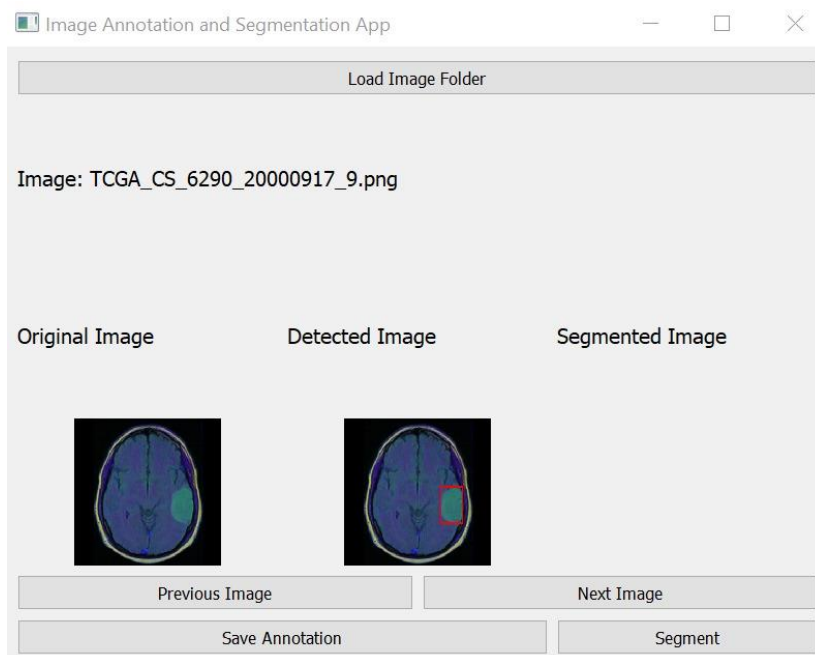 Image Annotation and Segmentation App
Load Image Folder
Image: TCGA_CS_6290_20000917_9.png
Original Image Detected Image Segmented Image
Previous Image Next Image
Save Annotation Segment